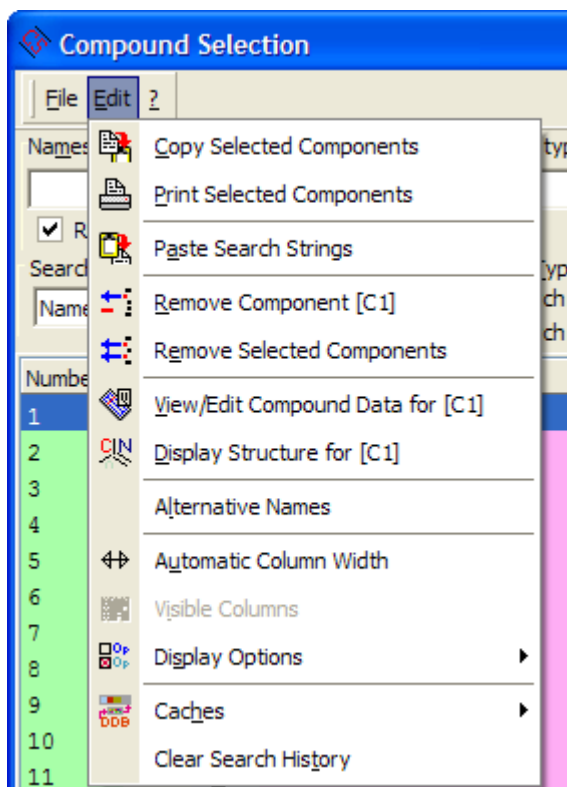 Compound Selection
File Edit ?
Names
Copy Selected Components
Print Selected Components
Paste Search Strings
Search
Name
Remove Component [C1]
Remove Selected Components
View/Edit Compound Data for [C1]
Display Structure for [C1]
Alternative Names
Automatic Column Width
Visible Columns
Display Options
DDB
Caches
Clear Search History
1
2
3
4
5
6
7
8
9
10
11